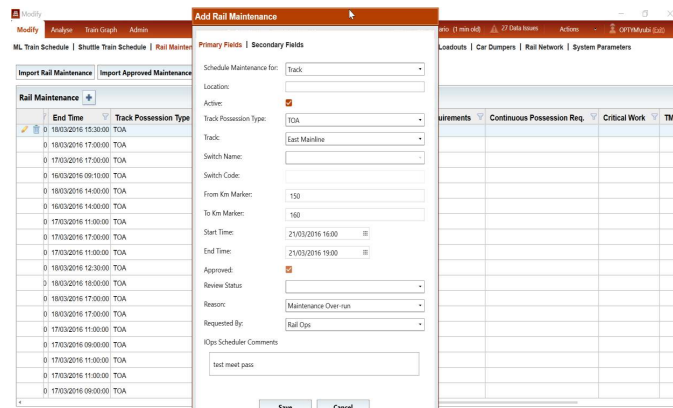 Modify
Modify Analyse Train Graph Admin
ario (1 min old) 27 Data Issues Actions OPTYM\rubi (Exit)
ML Train Schedule | Shuttle Train Schedule | Rail Mainten
Loadouts | Car Dumpers | Rail Network | System Parameters
Import Rail Maintenance Import Approved Maintenance
Rail Maintenance +
End Time Track Possession Type
uirements Continuous Possession Req. Critical Work TM
0 18/03/2016 15:30:00 TOA
0 18/03/2016 17:00:00 TOA
0 17/03/2016 17:00:00 TOA
0 16/03/2016 09:10:00 TOA
0 18/03/2016 14:00:00 TOA
0 16/03/2016 14:00:00 TOA
0 17/03/2016 11:00:00 TOA
0 17/03/2016 17:00:00 TOA
0 17/03/2016 11:00:00 TOA
0 18/03/2016 12:30:00 TOA
0 18/03/2016 18:00:00 TOA
0 18/03/2016 17:00:00 TOA
0 18/03/2016 17:00:00 TOA
0 17/03/2016 11:00:00 TOA
0 17/03/2016 09:00:00 TOA
0 17/03/2016 11:00:00 TOA
0 17/03/2016 11:00:00 TOA
0 17/03/2016 09:00:00 TOA
Add Rail Maintenance
Primary Fields | Secondary Fields
Schedule Maintenance for: Track
Location:
Active:
Track Possession Type: TOA
Track: East Mainline
Switch Name:
Switch Code:
From Km Marker: 150
To Km Marker: 160
Start Time: 21/03/2016 16:00
End Time: 21/03/2016 19:00
Approved:
Review Status
Reason: Maintenance Over-run
Requested By: Rail Ops
IOps Scheduler Comments
test meet pass
Save Cancel